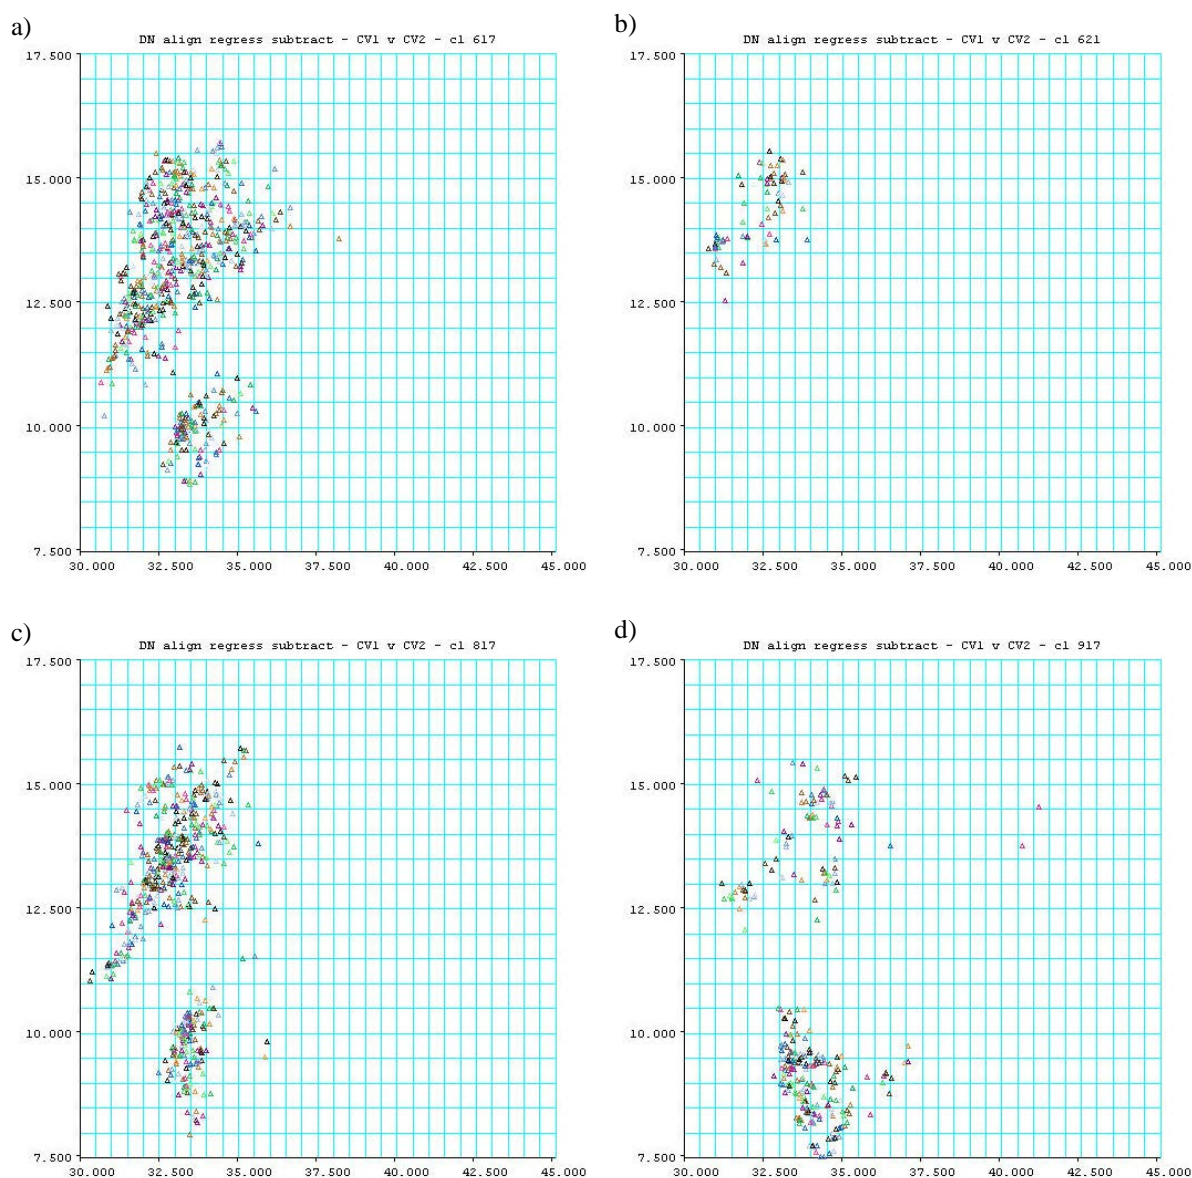 a)
DN align regress subtract - CV1 v CV2 - cl 617
17.500
15.000
12.500
10.000
7.500
30.000 32.500 35.000 37.500 40.000 42.500 45.000
b)
DN align regress subtract - CV1 v CV2 - cl 621
17.500
15.000
12.500
10.000
7.500
30.000 32.500 35.000 37.500 40.000 42.500 45.000
c)
DN align regress subtract - CV1 v CV2 - cl 817
17.500
15.000
12.500
10.000
7.500
30.000 32.500 35.000 37.500 40.000 42.500 45.000
d)
DN align regress subtract - CV1 v CV2 - cl 917
17.500
15.000
12.500
10.000
7.500
30.000 32.500 35.000 37.500 40.000 42.500 45.000